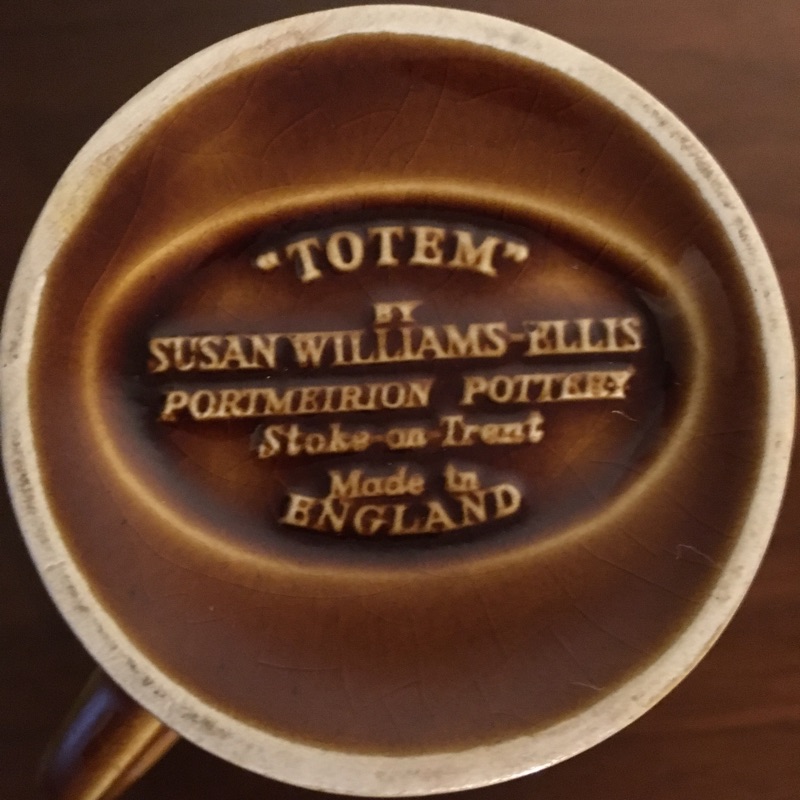 "TOTEM"
BY
SUSAN WILLIAMS-ELLIS
PORTMEIRION POTTERY
Stoke-on-Trent
Made in
ENGLAND